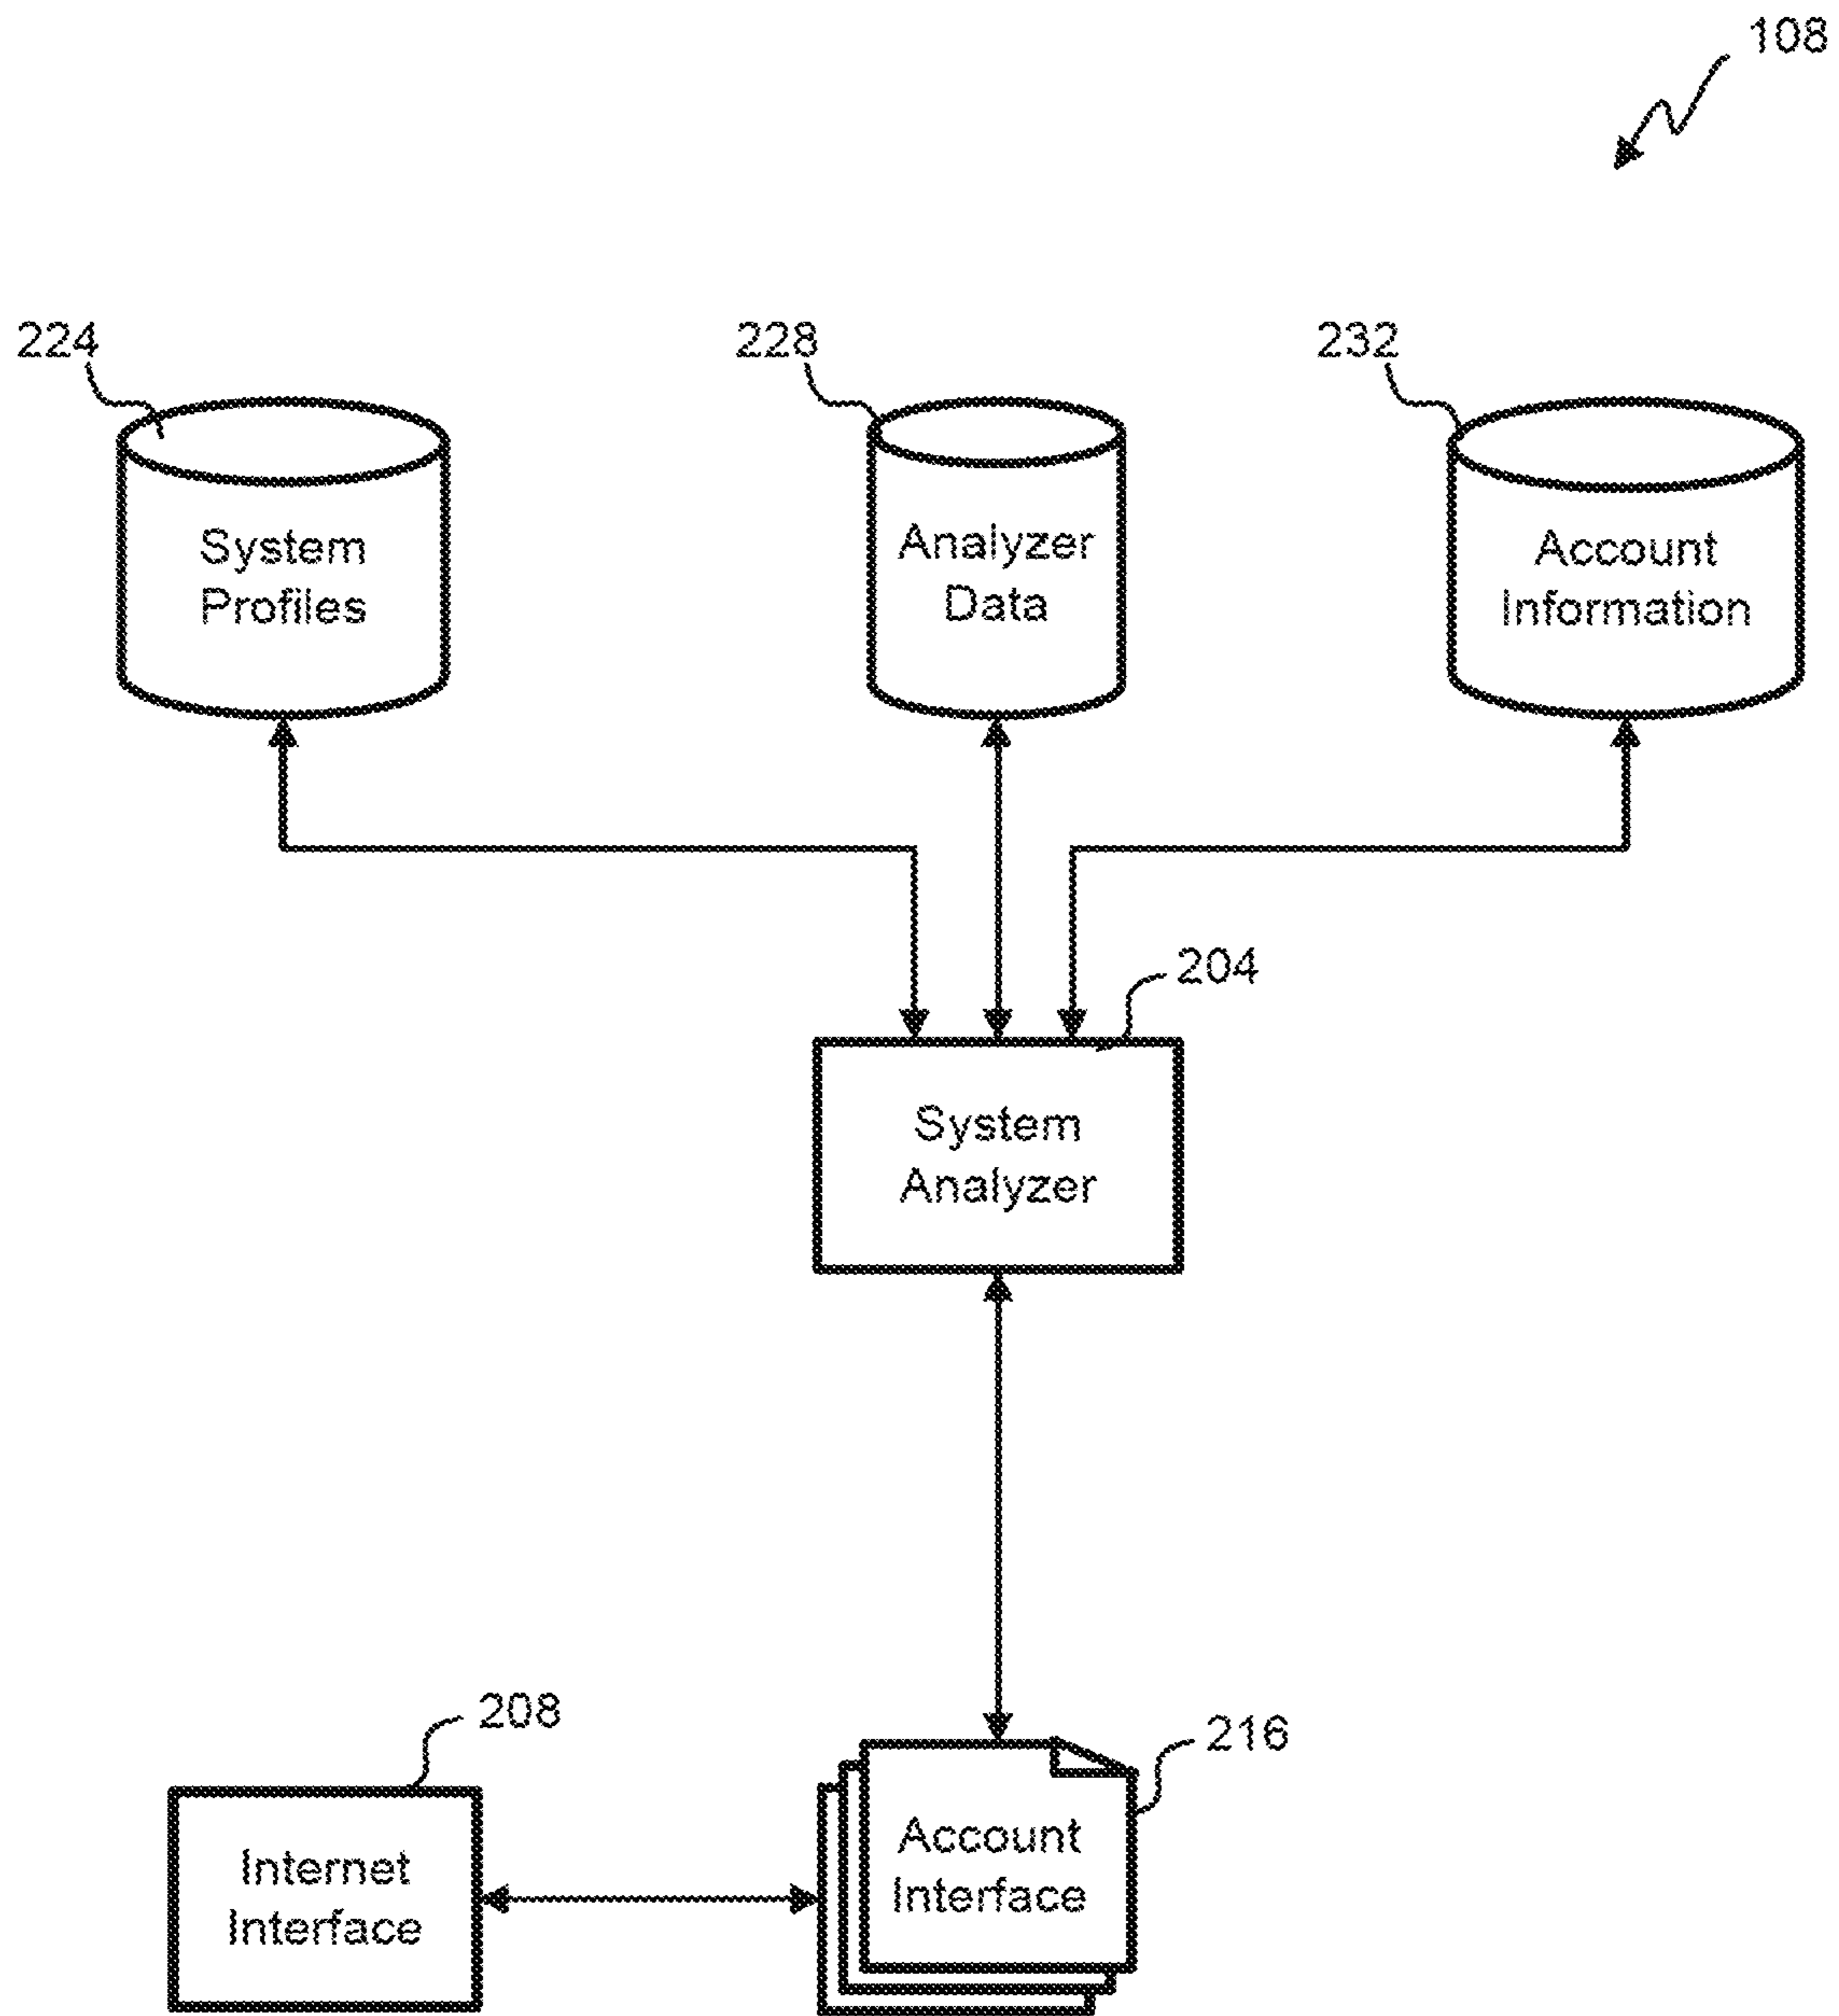 108
224
228
232
System
Profiles
Analyzer
Data
Account
Information
204
System
Analyzer
208
216
Internet
Interface
Account
Interface